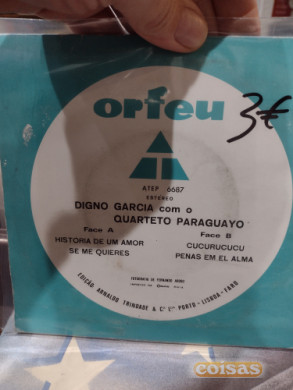 orfeu
3€
ATEP 6687
ESTEREO
DIGNO GARCIA com o
QUARTETO PARAGUAYO
Face A
HISTORIA DE UM AMOR
SE ME QUIERES
Face B
CUCURUCUCU
PENAS EM EL ALMA
EDIÇÃO ARNALDO TRINDADE & Cª Lda PORTO - LISBOA - FARO
coisas